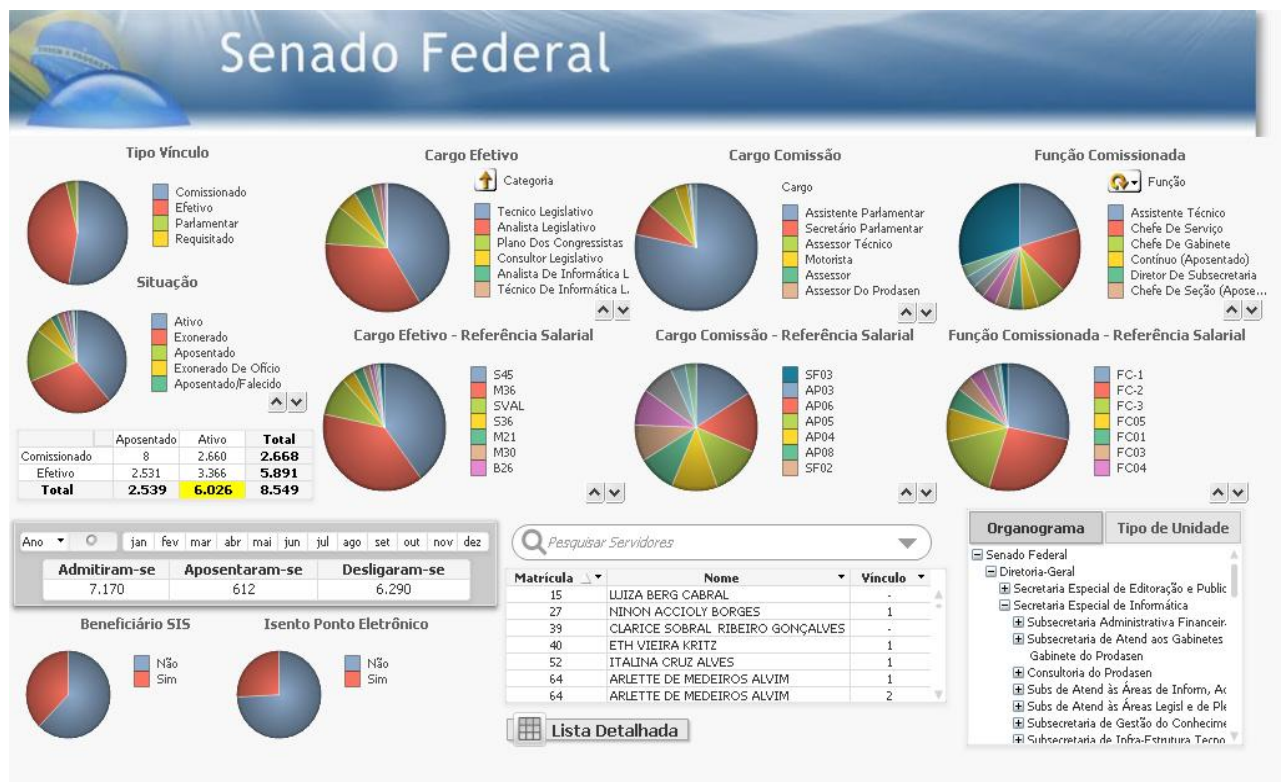 Senado Federal
Tipo Vínculo
Comissionado
Efetivo
Parlamentar
Requisitado
Situação
Ativo
Exonerado
Aposentado
Exonerado De Ofício
Aposentado/Falecido
Aposentado Ativo Total
Comissionado 8 2.660 2.668
Efetivo 2.531 3.366 5.891
Total 2.539 6.026 8.549
Cargo Efetivo
Categoria
Tecnico Legislativo
Analista Legislativo
Plano Dos Congressistas
Consultor Legislativo
Analista De Informática L
Técnico De Informática L.
Cargo Efetivo - Referência Salarial
S45
M36
SVAL
S36
M21
M30
B26
Cargo Comissão
Cargo
Assistente Parlamentar
Secretário Parlamentar
Assessor Técnico
Motorista
Assessor
Assessor Do Prodasen
Cargo Comissão - Referência Salarial
SF03
AP03
AP06
AP05
AP04
AP08
SF02
Função Comissionada
Função
Assistente Técnico
Chefe De Serviço
Chefe De Gabinete
Contínuo (Aposentado)
Diretor De Subsecretaria
Chefe De Seção (Apose...
Função Comissionada - Referência Salarial
FC-1
FC-2
FC-3
FC05
FC01
FC03
FC04
Ano jan fev mar abr mai jun jul ago set out nov dez
Admitiram-se Aposentaram-se Desligaram-se
7.170 612 6.290
Beneficiário SIS
Não
Sim
Isento Ponto Eletrônico
Não
Sim
Pesquisar Servidores
Matrícula Nome Vínculo
15 LUIZA BERG CABRAL -
27 NINON ACCIOLY BORGES 1
39 CLARICE SOBRAL RIBEIRO GONÇALVES -
40 ETH VIEIRA KRITZ 1
52 ITALINA CRUZ ALVES 1
64 ARLETTE DE MEDEIROS ALVIM 1
64 ARLETTE DE MEDEIROS ALVIM 2
Lista Detalhada
Organograma Tipo de Unidade
Senado Federal
Diretoria-Geral
Secretaria Especial de Editoração e Public
Secretaria Especial de Informática
Subsecretaria Administrativa Financeir
Subsecretaria de Atend aos Gabinetes
Gabinete do Prodasen
Consultoria do Prodasen
Subs de Atend às Áreas de Inform, Ac
Subs de Atend às Áreas Legisl e de Ple
Subsecretaria de Gestão do Conhecime
Subsecretaria de Infra-Estrutura Tecno